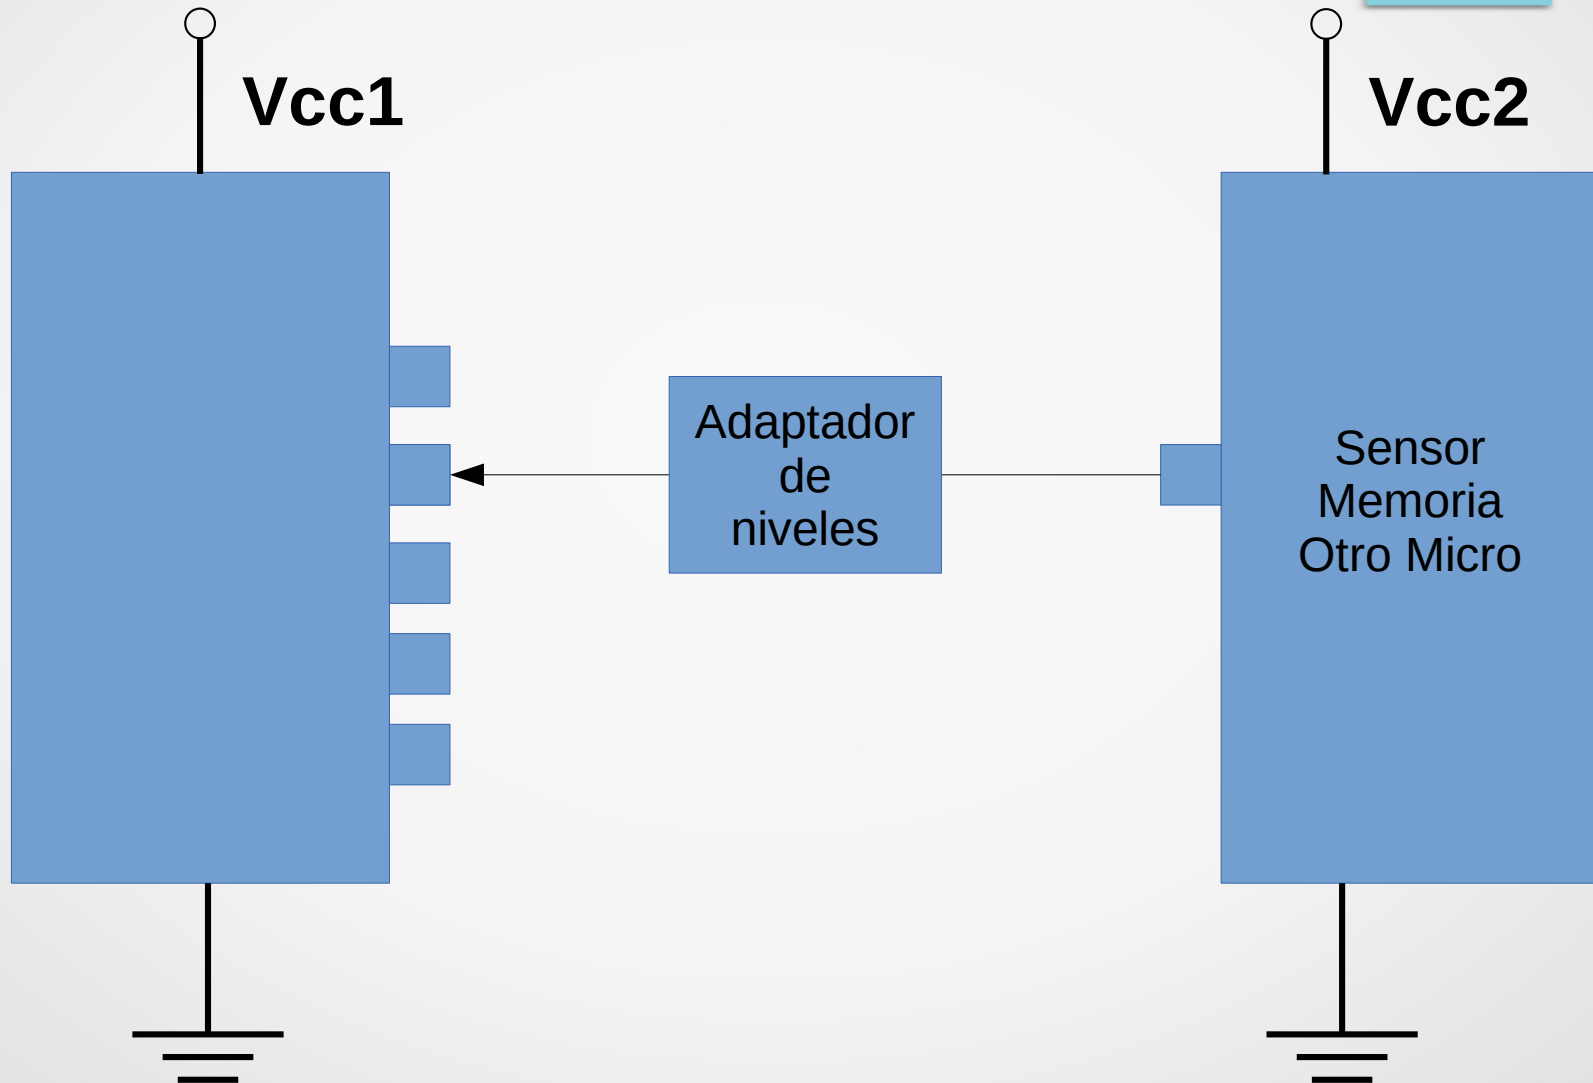 Vcc1
Vcc2
Adaptador
de
niveles
Sensor
Memoria
Otro Micro